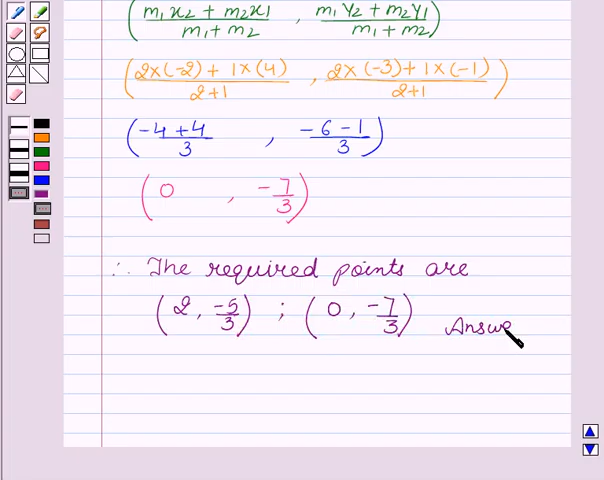 (m₁x₂ + m₂x₁ / m₁ + m₂ , m₁y₂ + m₂y₁ / m₁ + m₂)
(2×(-2) + 1×(4) / 2+1 , 2×(-3) + 1×(-1) / 2+1)
(-4+4 / 3 , -6-1 / 3)
(0 , -7/3)
∴ The required points are
(2, -5/3) ; (0, -7/3) Answe